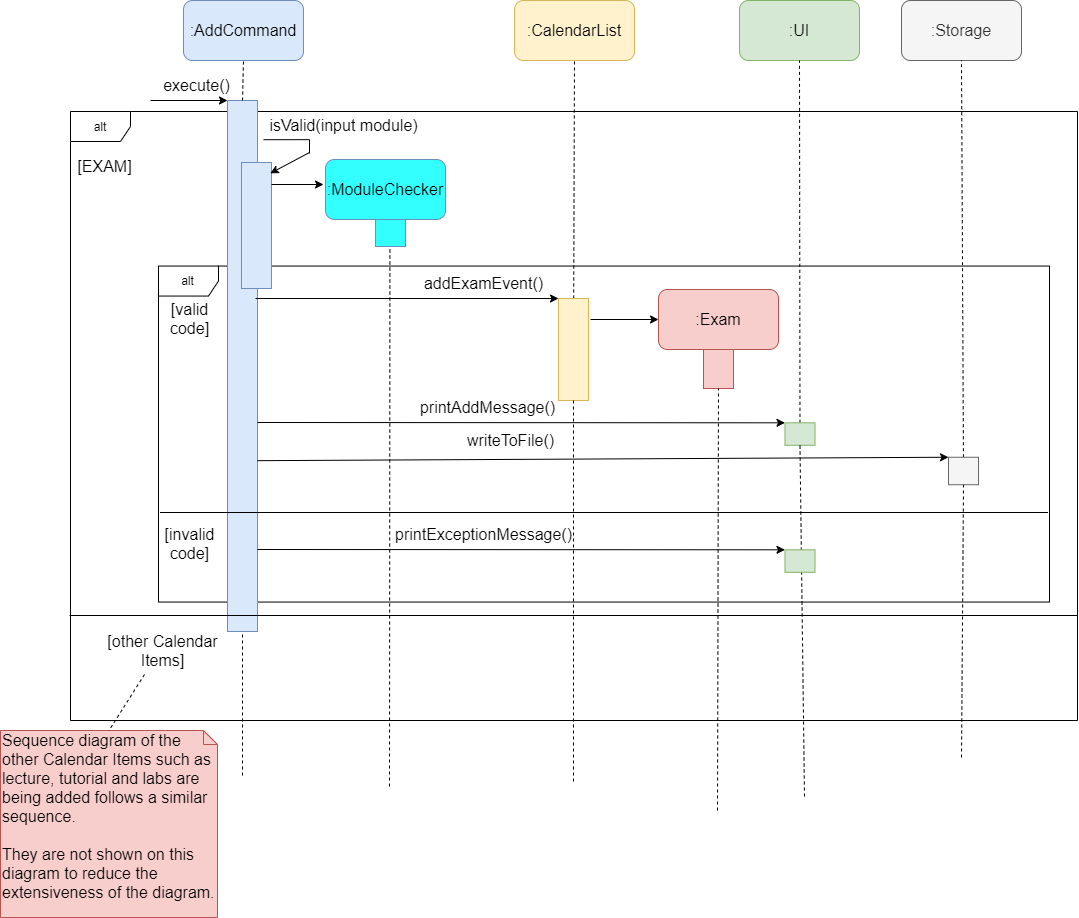 :AddCommand
:CalendarList
:UI
:Storage
execute()
alt
isValid(input module)
[EXAM]
:ModuleChecker
alt
addExamEvent()
[valid
code]
:Exam
printAddMessage()
writeToFile()
[invalid
code]
printExceptionMessage()
[other Calendar
Items]
Sequence diagram of the
other Calendar Items such as
lecture, tutorial and labs are
being added follows a similar
sequence.
They are not shown on this
diagram to reduce the
extensiveness of the diagram.